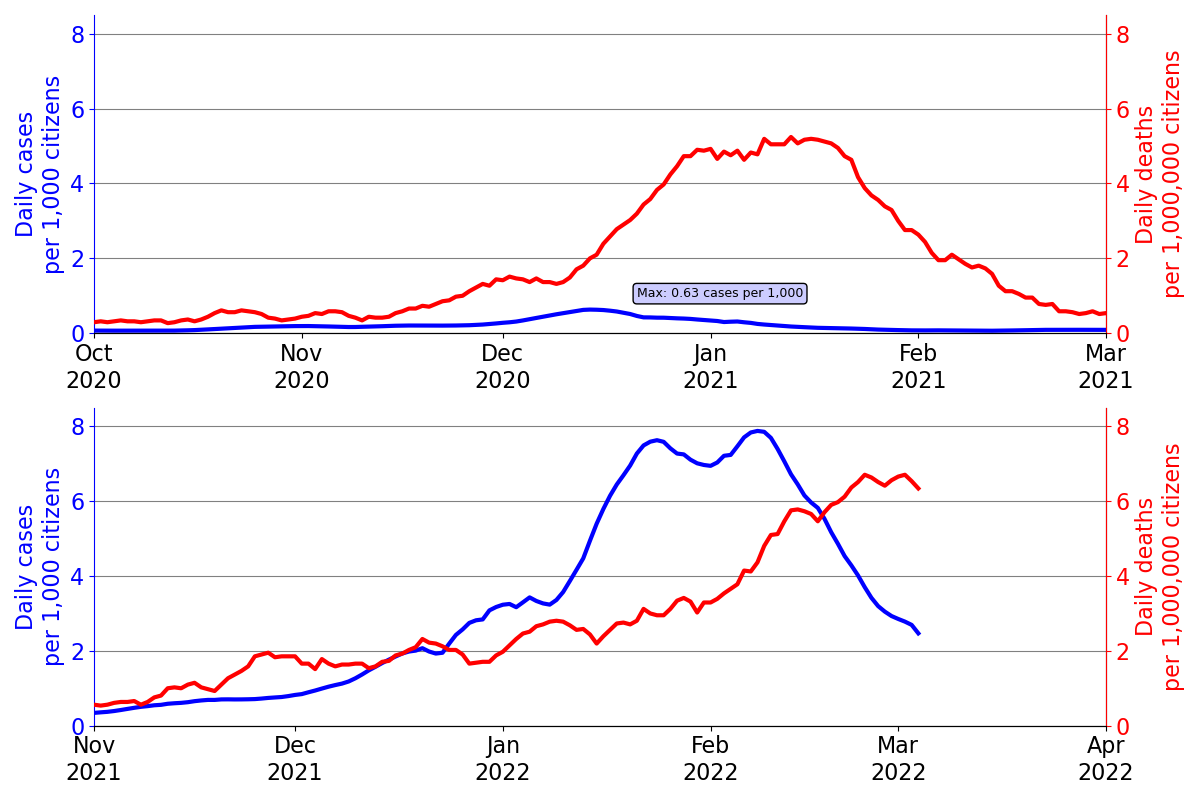 8
6
4
2
0
Daily cases
per 1,000 citizens
Max: 0.63 cases per 1,000
8
6
4
2
0
Daily deaths
per 1,000,000 citizens
Oct
2020
Nov
2020
Dec
2020
Jan
2021
Feb
2021
Mar
2021
8
6
4
2
0
Daily cases
per 1,000 citizens
8
6
4
2
0
Daily deaths
per 1,000,000 citizens
Nov
2021
Dec
2021
Jan
2022
Feb
2022
Mar
2022
Apr
2022